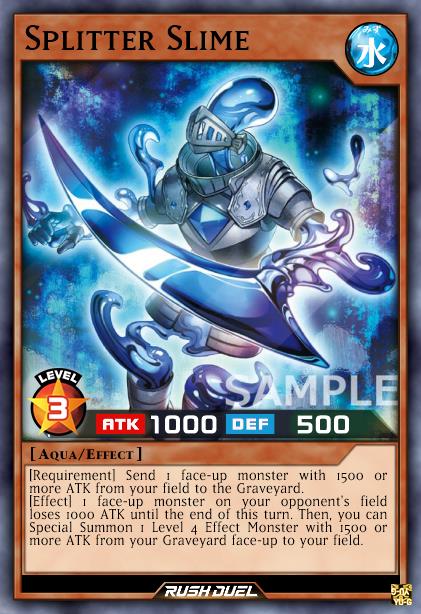 SPLITTER SLIME
みず
水
SAMPLE
LEVEL
3
ATK 1000 DEF 500
[ AQUA/EFFECT ]
[Requirement] Send 1 face-up monster with 1500 or
more ATK from your field to the Graveyard.
[Effect] 1 face-up monster on your opponent's field
loses 1000 ATK until the end of this turn. Then, you can
Special Summon 1 Level 4 Effect Monster with 1500 or
more ATK from your Graveyard face-up to your field.
RUSH DUEL